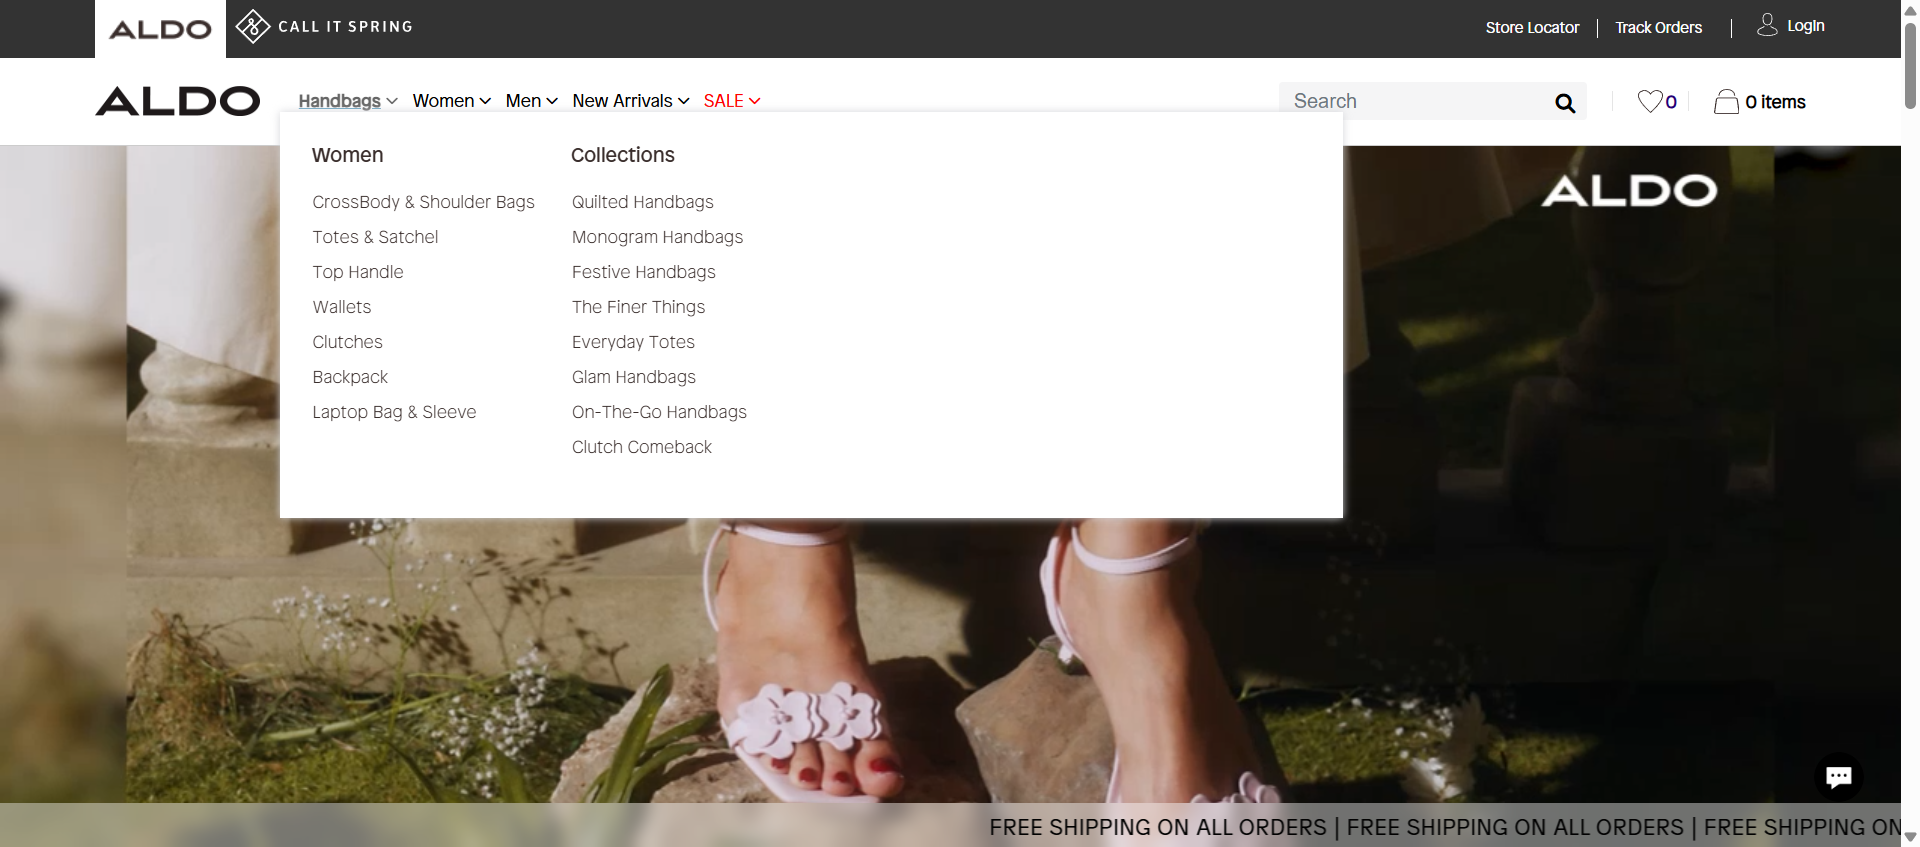 ALDO
CALL IT SPRING
Store Locator
Track Orders
Login
ALDO
Handbags
Women
Men
New Arrivals
SALE
Search
0
0 items
Women
CrossBody & Shoulder Bags
Totes & Satchel
Top Handle
Wallets
Clutches
Backpack
Laptop Bag & Sleeve
Collections
Quilted Handbags
Monogram Handbags
Festive Handbags
The Finer Things
Everyday Totes
Glam Handbags
On-The-Go Handbags
Clutch Comeback
ALDO
FREE SHIPPING ON ALL ORDERS | FREE SHIPPING ON ALL ORDERS | FREE SHIPPING ON